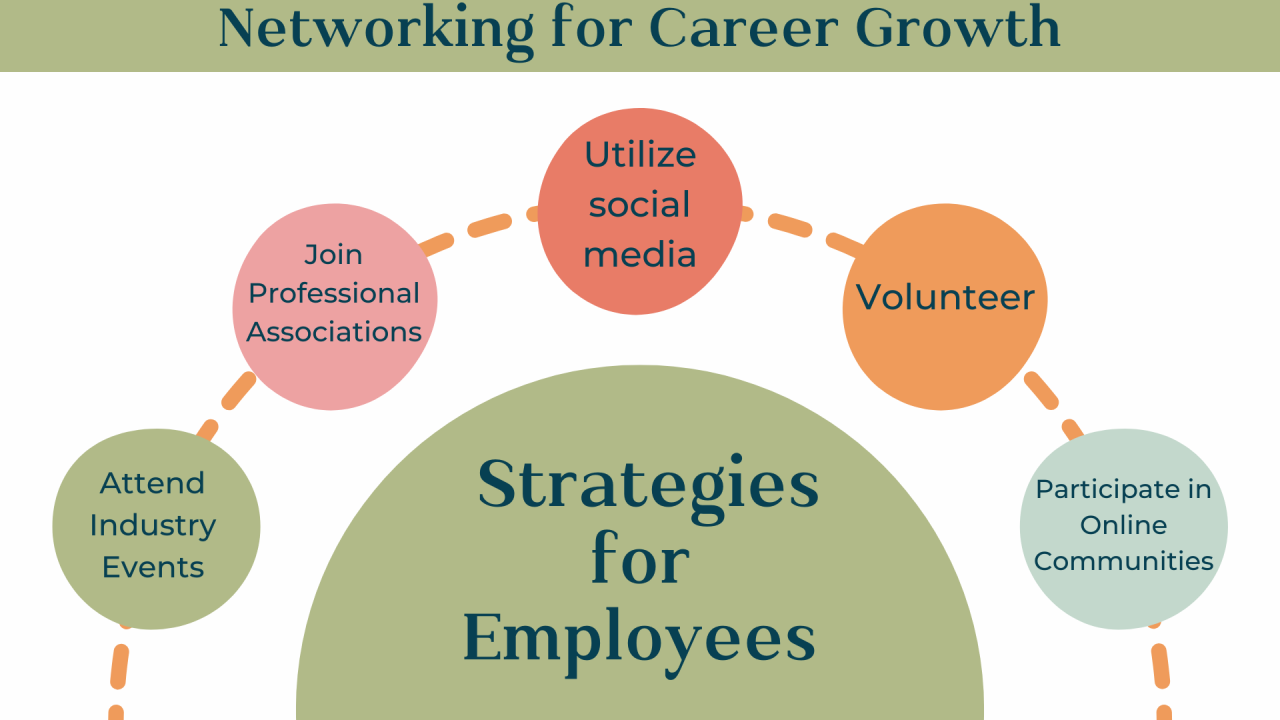 Networking for Career Growth
Utilize
social
media
Join
Professional
Associations
Volunteer
Attend
Industry
Events
Participate in
Online
Communities
Strategies
for
Employees